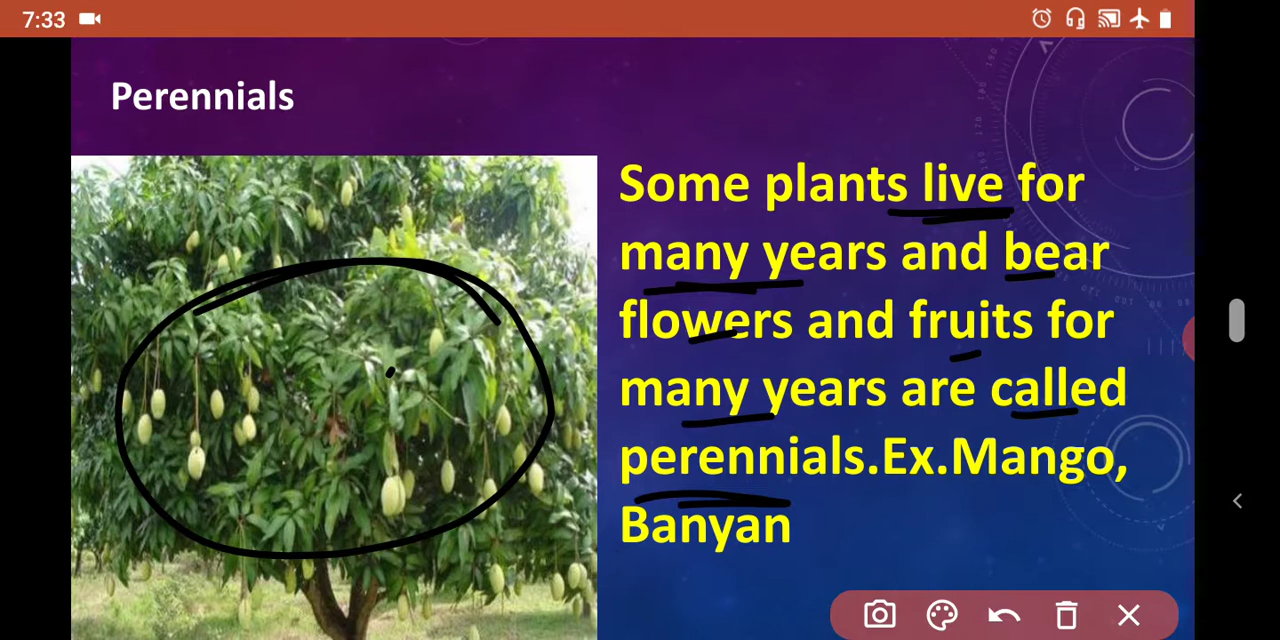 7:33
Perennials
Some plants live for
many years and bear
flowers and fruits for
many years are called
perennials.Ex.Mango,
Banyan